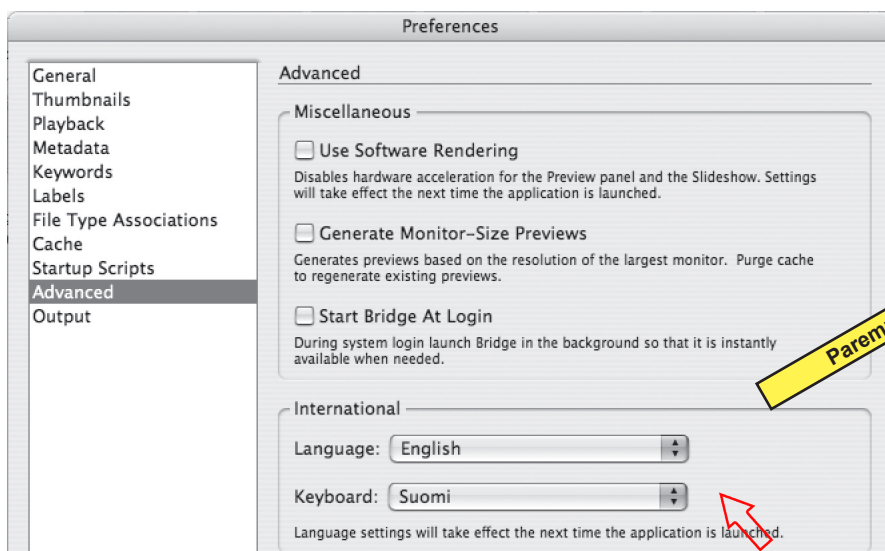 Preferences
General
Thumbnails
Playback
Metadata
Keywords
Labels
File Type Associations
Cache
Startup Scripts
Advanced
Output
Advanced
Miscellaneous
Use Software Rendering
Disables hardware acceleration for the Preview panel and the Slideshow. Settings
will take effect the next time the application is launched.
Generate Monitor-Size Previews
Generates previews based on the resolution of the largest monitor. Purge cache
to regenerate existing previews.
Start Bridge At Login
During system login launch Bridge in the background so that it is instantly
available when needed.
International
Language: English
Keyboard: Suomi
Language settings will take effect the next time the application is launched.